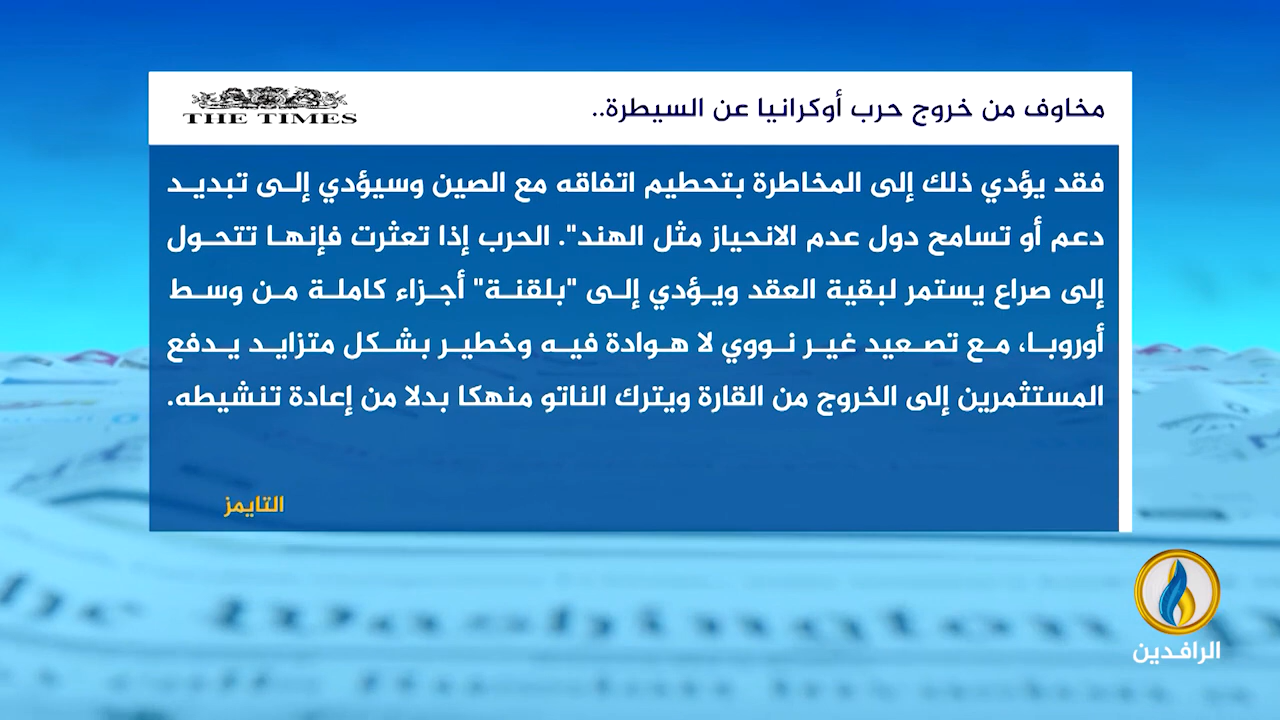 مخاوف من خروج حرب أوكرانيا عن السيطرة..
THE TIMES
فقد يؤدي ذلك إلى المخاطرة بتحطيم اتفاقه مع الصين وسيؤدي إلى تبديد
دعم أو تسامح دول عدم الانحياز مثل الهند". الحرب إذا تعثرت فإنها تتحول
إلى صراع يستمر لبقية العقد ويؤدي إلى "بلقنة" أجزاء كاملة من وسط
أوروبا، مع تصعيد غير نووي لا هوادة فيه وخطير بشكل متزايد يدفع
المستثمرين إلى الخروج من القارة ويترك الناتو منهكا بدلا من إعادة تنشيطه.
التايمز
الرافدين